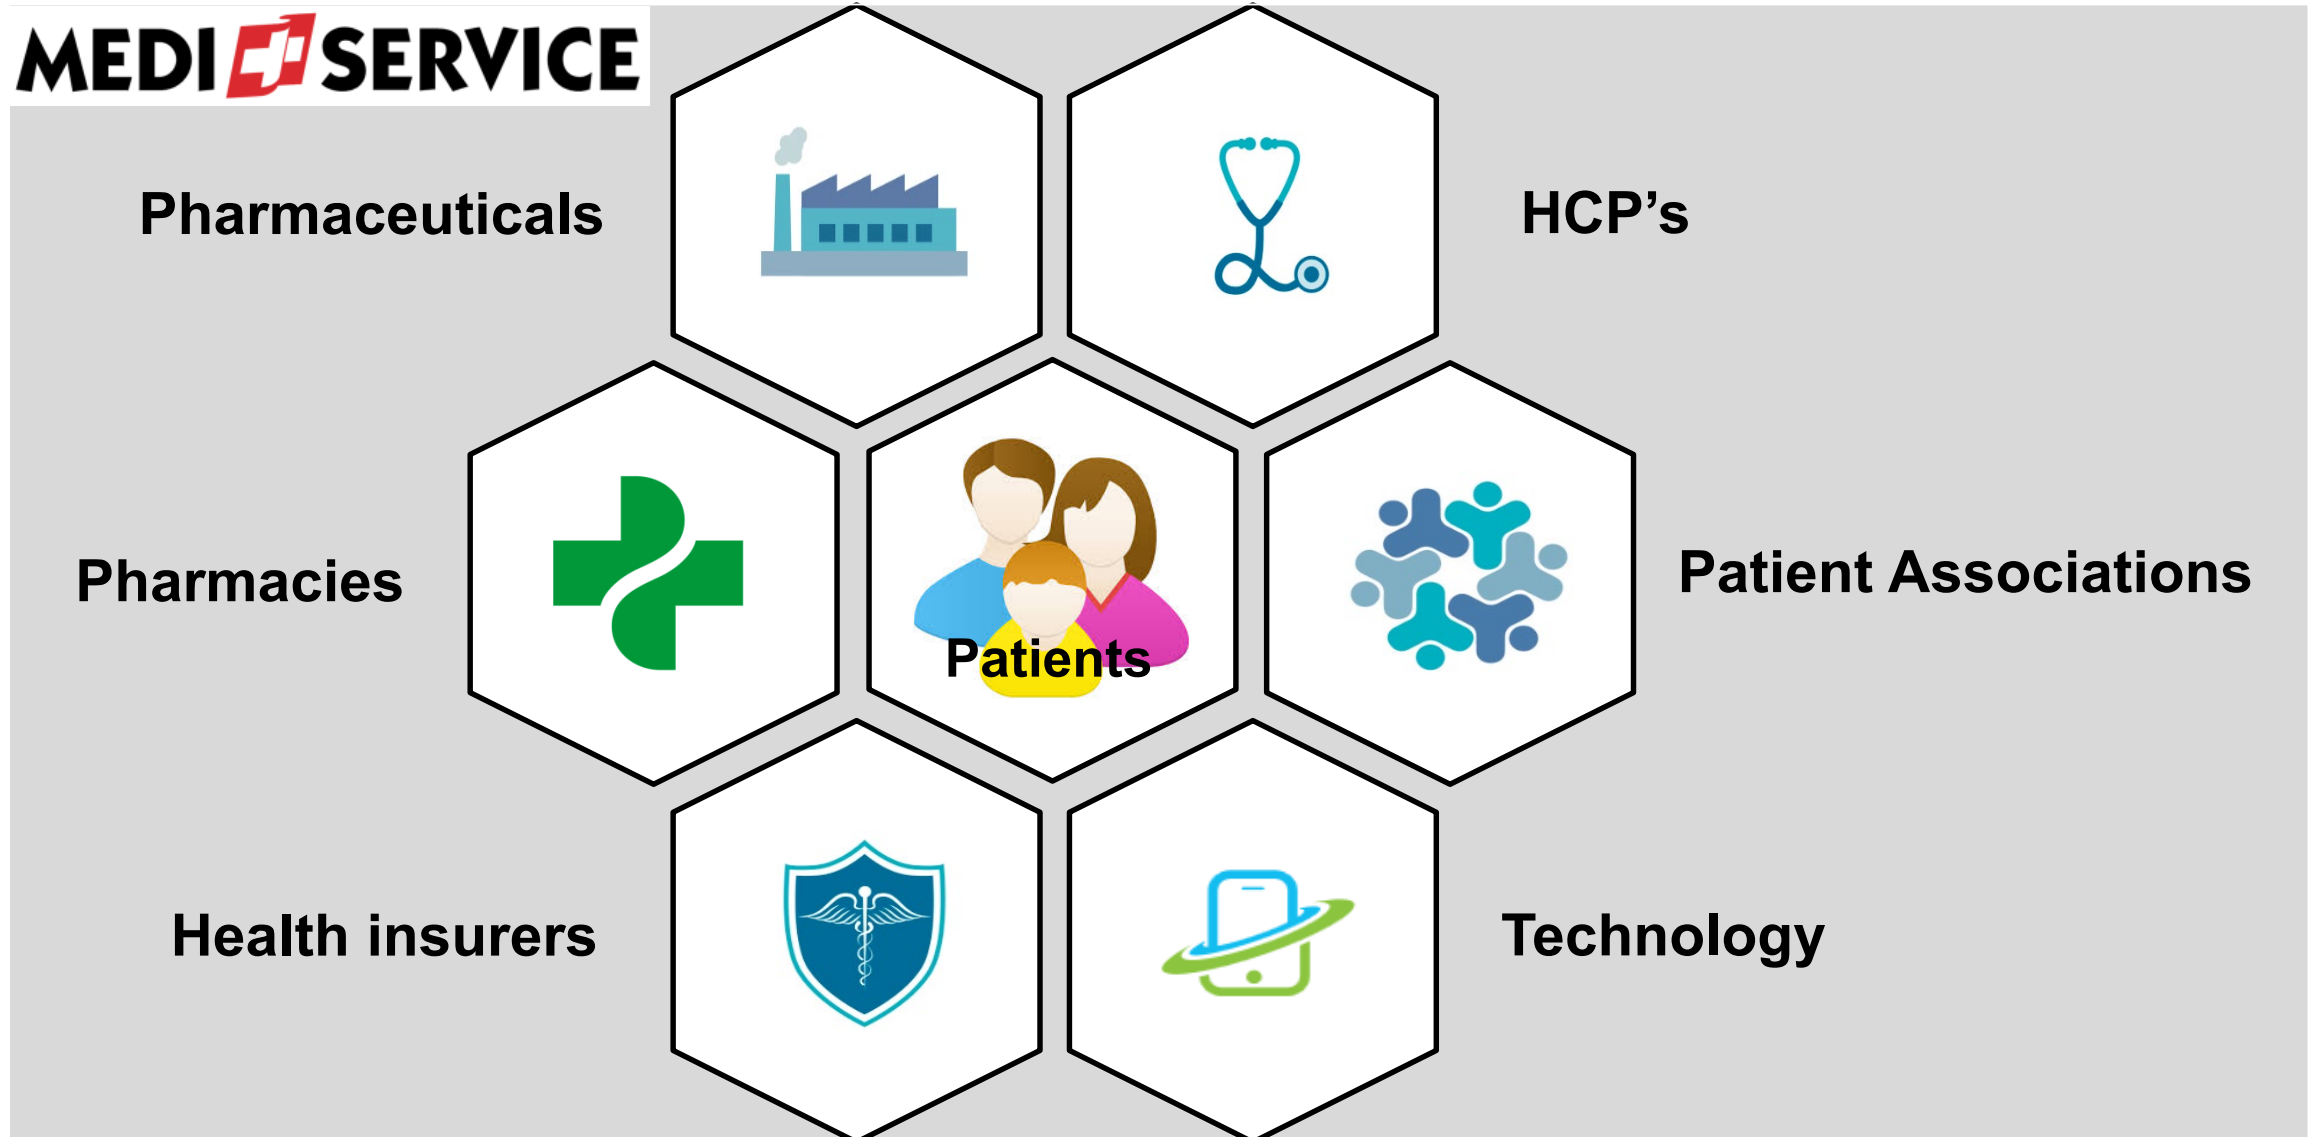 MEDI SERVICE
Pharmaceuticals
HCP’s
Pharmacies
Patients
Patient Associations
Health insurers
Technology